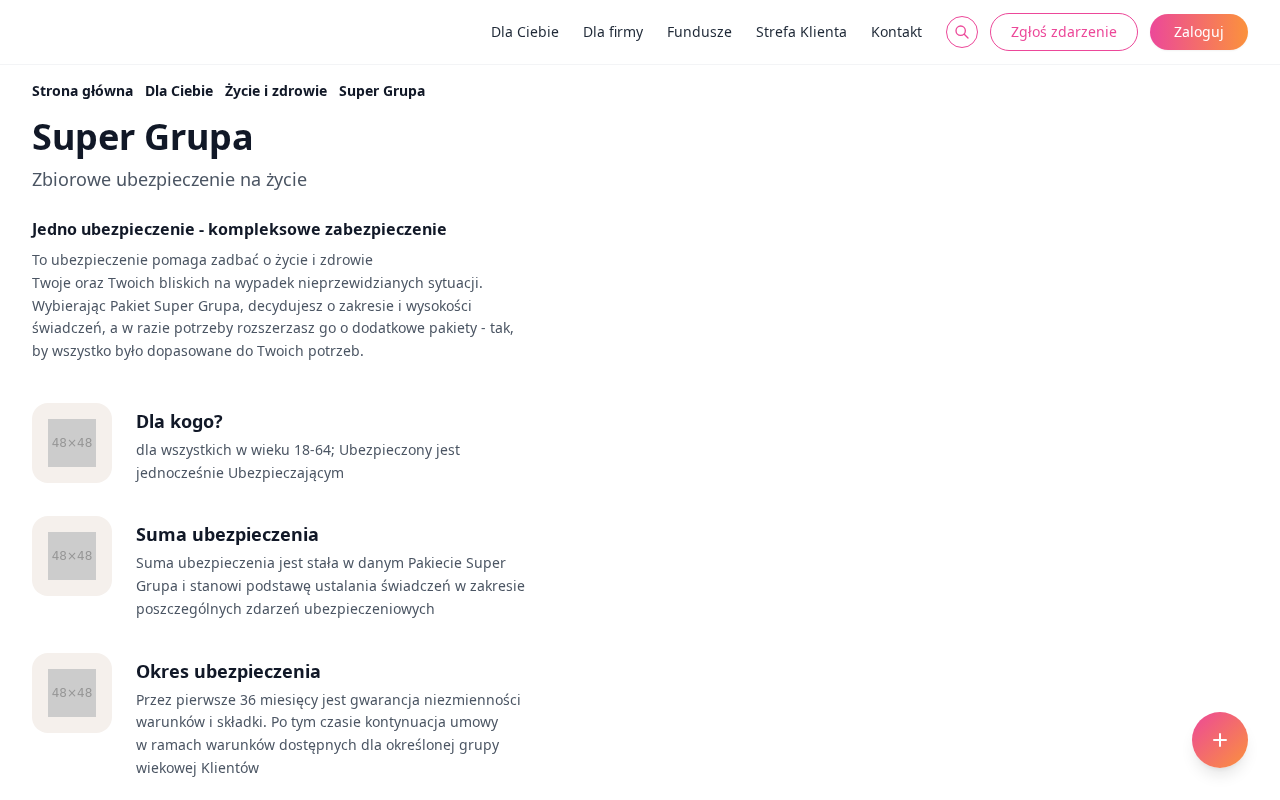 Dla Ciebie Dla firmy Fundusze Strefa Klienta Kontakt Zgłoś zdarzenie Zaloguj
Strona główna Dla Ciebie Życie i zdrowie Super Grupa
Super Grupa
Zbiorowe ubezpieczenie na życie
Jedno ubezpieczenie - kompleksowe zabezpieczenie
To ubezpieczenie pomaga zadbać o życie i zdrowie
Twoje oraz Twoich bliskich na wypadek nieprzewidzianych sytuacji.
Wybierając Pakiet Super Grupa, decydujesz o zakresie i wysokości
świadczeń, a w razie potrzeby rozszerzasz go o dodatkowe pakiety - tak,
by wszystko było dopasowane do Twoich potrzeb.
48×48
Dla kogo?
dla wszystkich w wieku 18-64; Ubezpieczony jest
jednocześnie Ubezpieczającym
48×48
Suma ubezpieczenia
Suma ubezpieczenia jest stała w danym Pakiecie Super
Grupa i stanowi podstawę ustalania świadczeń w zakresie
poszczególnych zdarzeń ubezpieczeniowych
48×48
Okres ubezpieczenia
Przez pierwsze 36 miesięcy jest gwarancja niezmienności
warunków i składki. Po tym czasie kontynuacja umowy
w ramach warunków dostępnych dla określonej grupy
wiekowej Klientów